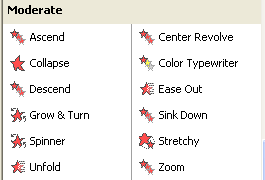 Moderate
Ascend
Center Revolve
Collapse
Color Typewriter
Descend
Ease Out
Grow & Turn
Sink Down
Spinner
Stretchy
Unfold
Zoom